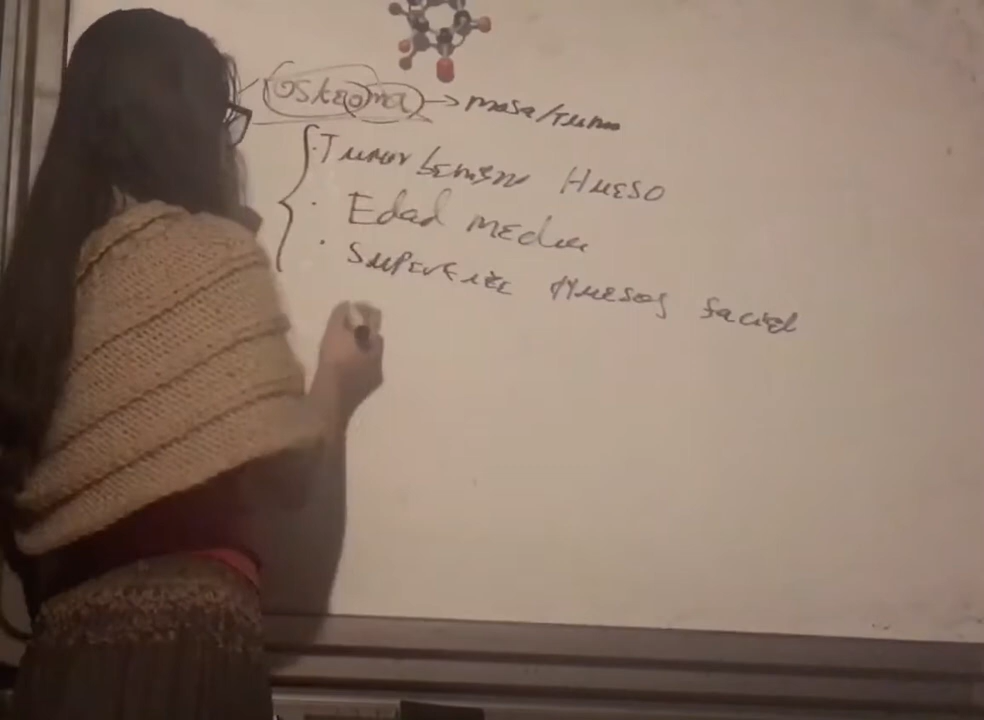 Osteoma → masa/Tumor
· Tumor benigno Hueso
· Edad media
· Superficie Huesos facial